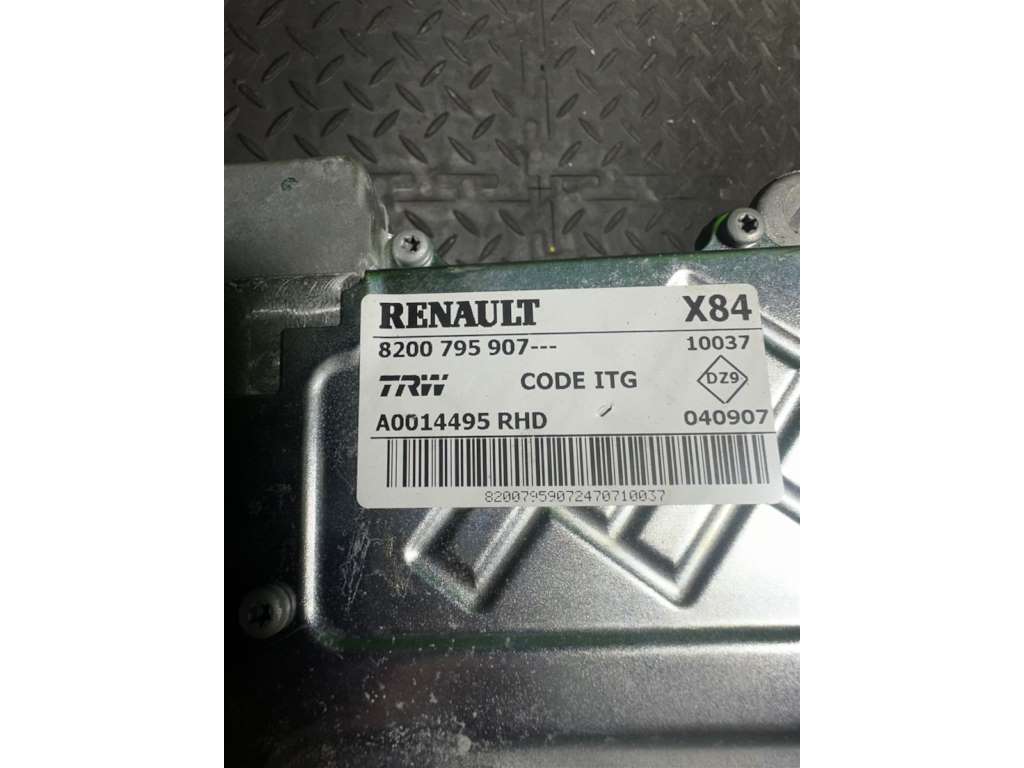 RENAULT X84
8200 795 907--- 10037
TRW CODE ITG DZ9
A0014495 RHD 040907
82007959072470710037